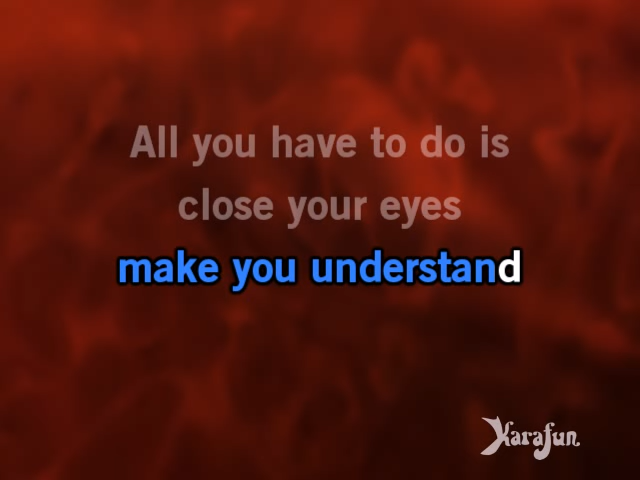 All you have to do is
close your eyes
make you understand
Karafun